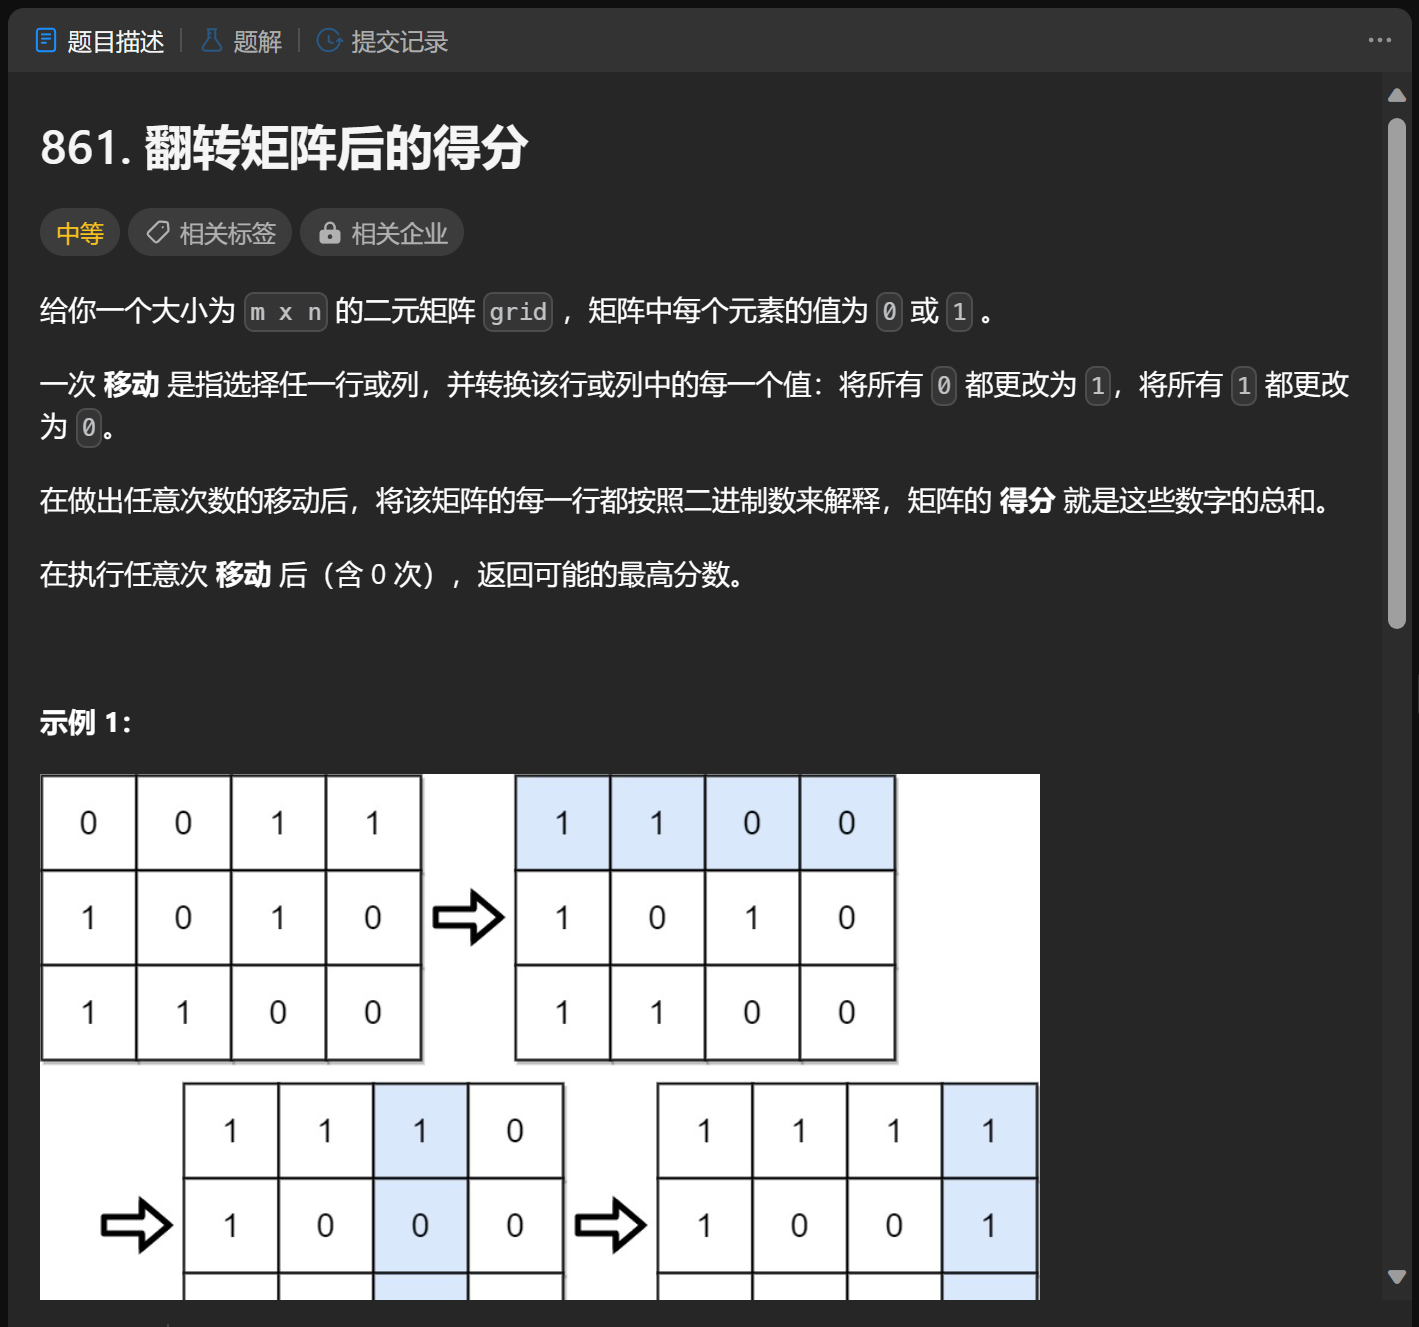 题目描述 题解 提交记录
861. 翻转矩阵后的得分
中等 相关标签 相关企业
给你一个大小为 m x n 的二元矩阵 grid ，矩阵中每个元素的值为 0 或 1 。
一次 移动 是指选择任一行或列，并转换该行或列中的每一个值：将所有 0 都更改为 1，将所有 1 都更改
为 0。
在做出任意次数的移动后，将该矩阵的每一行都按照二进制数来解释，矩阵的 得分 就是这些数字的总和。
在执行任意次 移动 后（含 0 次），返回可能的最高分数。
示例 1：
0 0 1 1 1 1 0 0
1 0 1 0 1 0 1 0
1 1 0 0 1 1 0 0
1 1 1 0 1 1 1 1
1 0 0 0 1 0 0 1